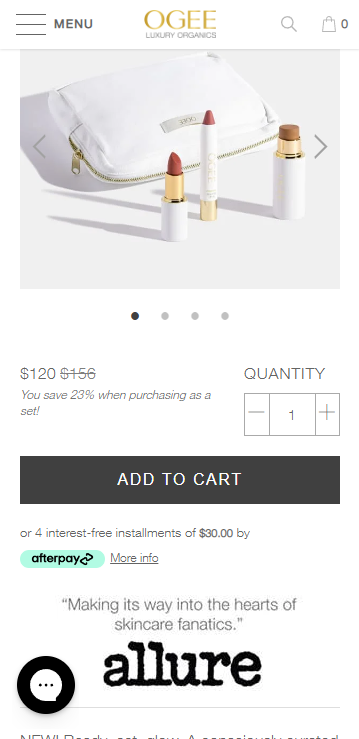 MENU
OGEE
LUXURY ORGANICS
0
OGEE
$120 $156
You save 23% when purchasing as a
set!
QUANTITY
1
ADD TO CART
or 4 interest-free installments of $30.00 by
afterpay
More info
“Making its way into the hearts of
skincare fanatics.”
allure
NEW! Ready, set, glow. A consciously curated